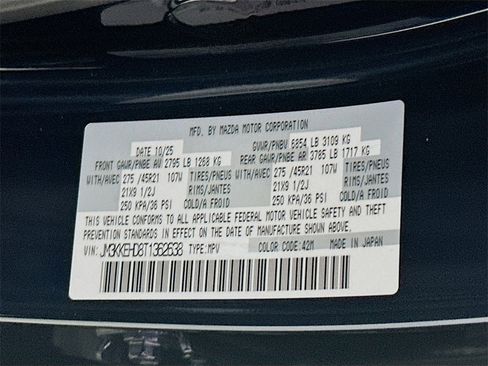 MFD. BY MAZDA MOTOR CORPORATION
DATE 10/25 GVWR/PNBV 6854 LB 3109 KG
FRONT GAWR/PNBE AV 2795 LB 1268 KG REAR GAWR/PNBE AR 3785 LB 1717 KG
WITH/AVEC 275 /45R21 107W TIRES/PNEUS WITH/AVEC 275 /45R21 107W TIRES/PNEUS
21X9 1/2J RIMS/JANTES 21X9 1/2J RIMS/JANTES
250 KPA/36 PSI COLD/A FROID 250 KPA/36 PSI COLD/A FROID
THIS VEHICLE CONFORMS TO ALL APPLICABLE FEDERAL MOTOR VEHICLE SAFETY AND THEFT
PREVENTION STANDARDS IN EFFECT ON THE DATE OF MANUFACTURE SHOWN ABOVE.
VIN: JM3KKEHD8T1362638 TYPE:MPV COLOR CODE:42M MADE IN JAPAN